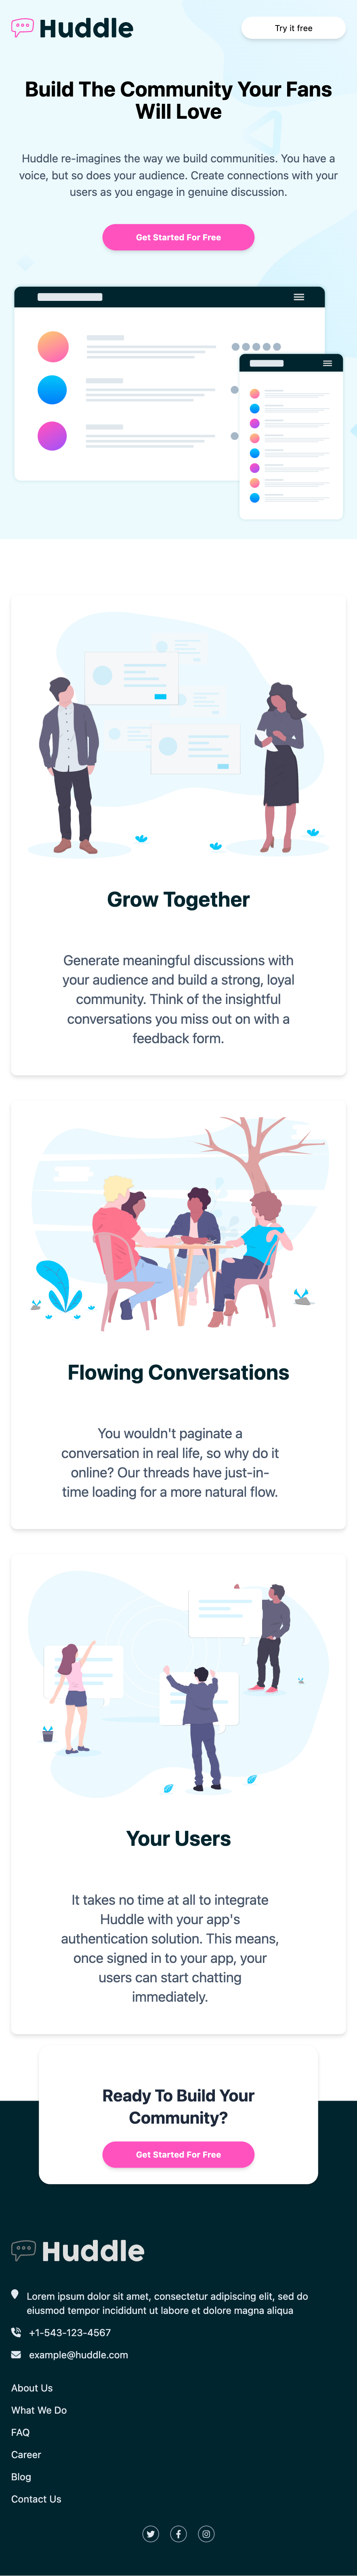 Huddle
Try it free
Build The Community Your Fans
Will Love
Huddle re-imagines the way we build communities. You have a
voice, but so does your audience. Create connections with your
users as you engage in genuine discussion.
Get Started For Free
Grow Together
Generate meaningful discussions with
your audience and build a strong, loyal
community. Think of the insightful
conversations you miss out on with a
feedback form.
Flowing Conversations
You wouldn't paginate a
conversation in real life, so why do it
online? Our threads have just-in-
time loading for a more natural flow.
Your Users
It takes no time at all to integrate
Huddle with your app's
authentication solution. This means,
once signed in to your app, your
users can start chatting
immediately.
Ready To Build Your
Community?
Get Started For Free
Huddle
Lorem ipsum dolor sit amet, consectetur adipiscing elit, sed do
eiusmod tempor incididunt ut labore et dolore magna aliqua
+1-543-123-4567
example@huddle.com
About Us
What We Do
FAQ
Career
Blog
Contact Us